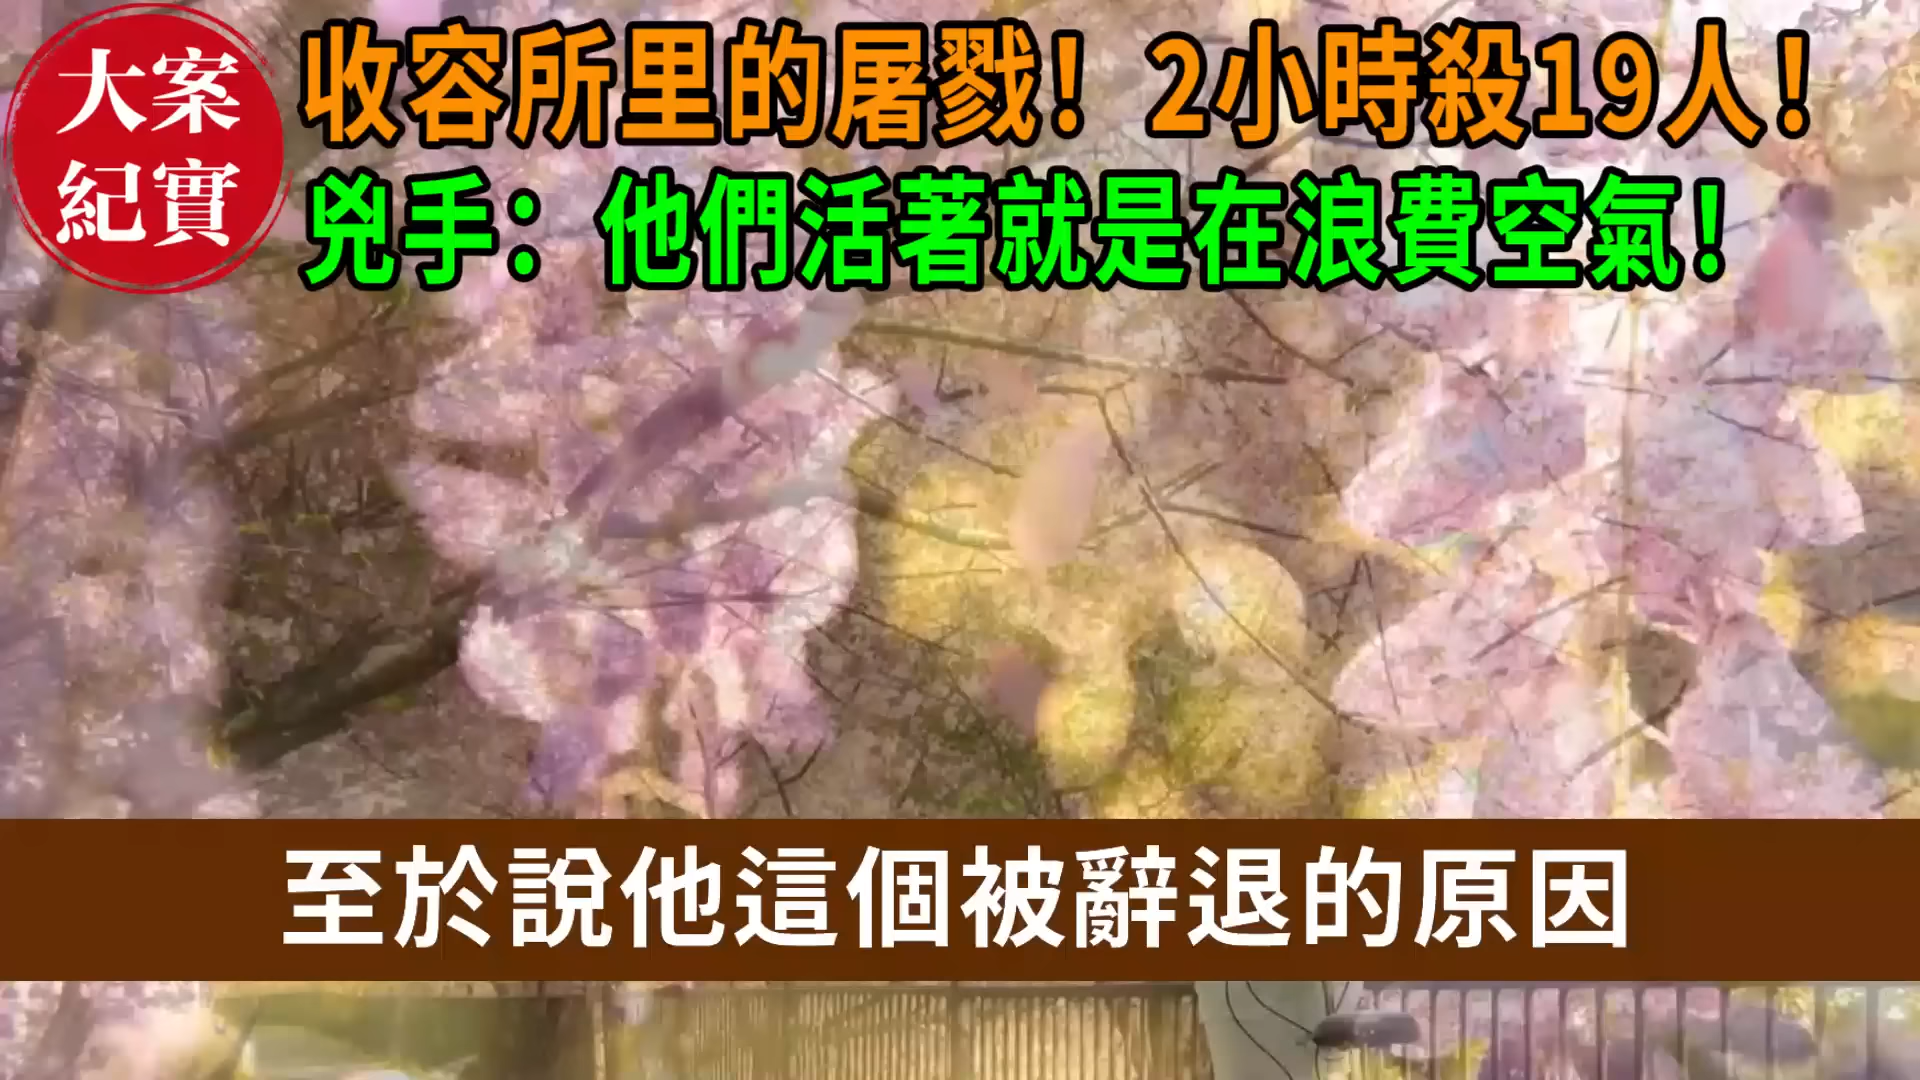 大案
紀實
收容所里的屠戮！2小時殺19人！
兇手：他們活著就是在浪費空氣！
至於說他這個被辭退的原因